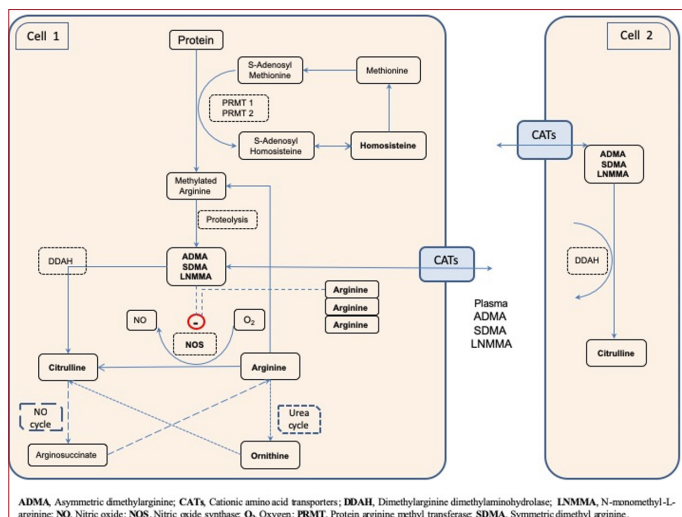 Cell 1
Cell 2
Protein
S-Adenosyl
Methionine
Methionine
PRMT 1
PRMT 2
S-Adenosyl
Homosisteine
Homosisteine
CATs
ADMA
SDMA
LNMMA
Methylated
Arginine
Proteolysis
DDAH
ADMA
SDMA
LNMMA
CATs
DDAH
Arginine
Arginine
Arginine
Plasma
ADMA
SDMA
LNMMA
NO
-
O2
NOS
Citrulline
Citrulline
Arginine
NO
cycle
Urea
cycle
Arginosuccinate
Ornithine
ADMA, Asymmetric dimethylarginine; CATs, Cationic amino acid transporters; DDAH, Dimethylarginine dimethylaminohydrolase; LNMMA, N-monomethyl-L-
arginine; NO, Nitric oxide; NOS, Nitric oxide synthase; O2, Oxygen; PRMT, Protein arginine methyl transferase; SDMA, Symmetric dimethyl arginine.